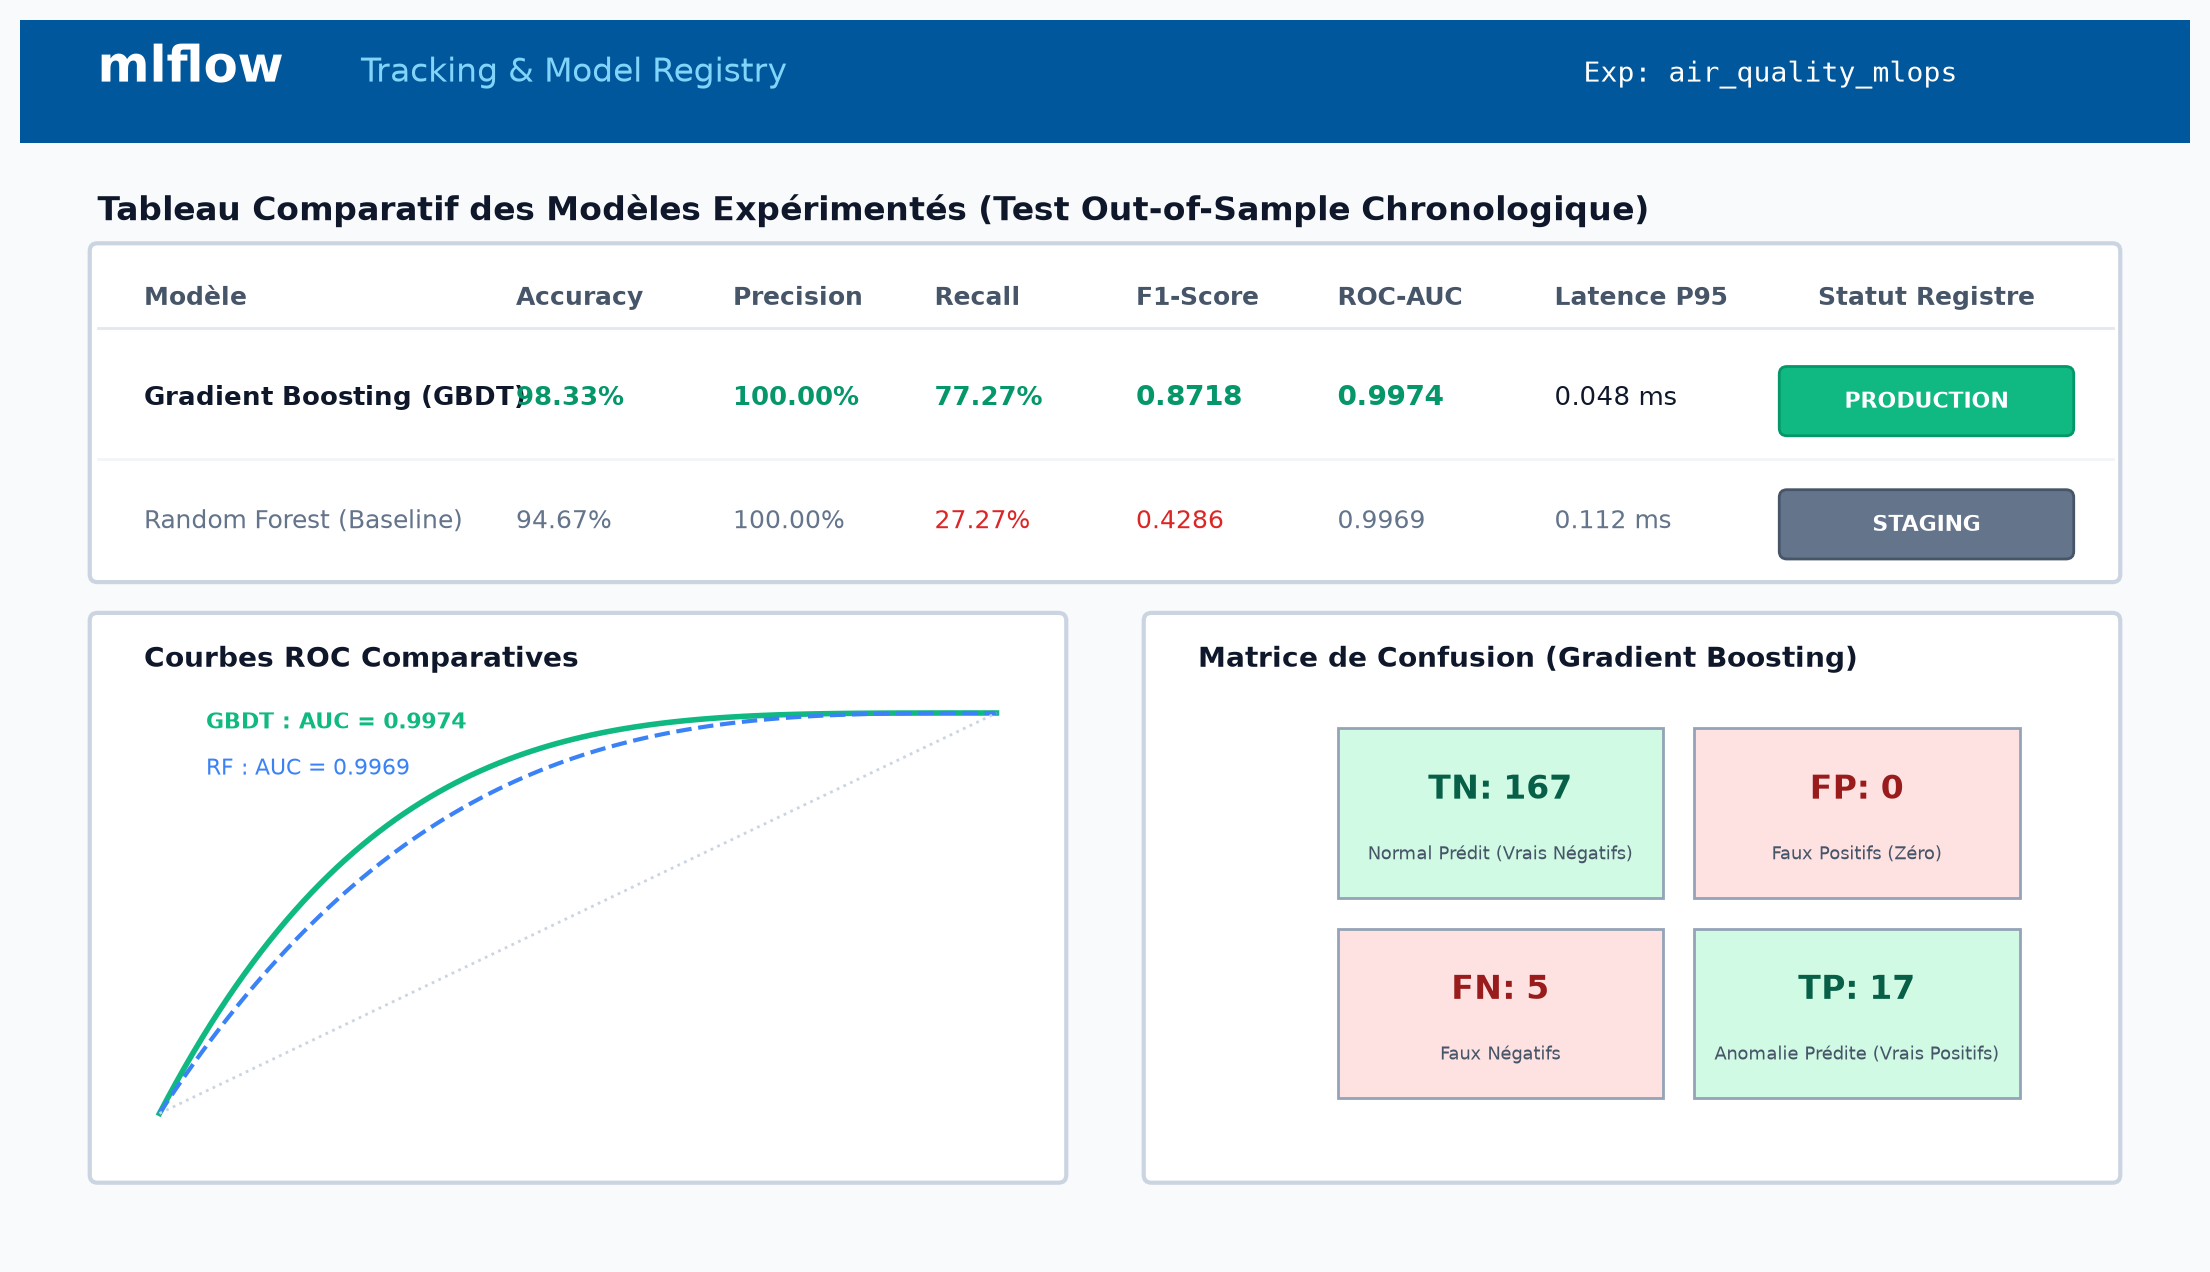 mlflow Tracking & Model Registry Exp: air_quality_mlops
Tableau Comparatif des Modèles Expérimentés (Test Out-of-Sample Chronologique)
Modèle Accuracy Precision Recall F1-Score ROC-AUC Latence P95 Statut Registre
Gradient Boosting (GBDT) 98.33% 100.00% 77.27% 0.8718 0.9974 0.048 ms PRODUCTION
Random Forest (Baseline) 94.67% 100.00% 27.27% 0.4286 0.9969 0.112 ms STAGING
Courbes ROC Comparatives
GBDT : AUC = 0.9974
RF : AUC = 0.9969
Matrice de Confusion (Gradient Boosting)
TN: 167 FP: 0
Normal Prédit (Vrais Négatifs) Faux Positifs (Zéro)
FN: 5 TP: 17
Faux Négatifs Anomalie Prédite (Vrais Positifs)